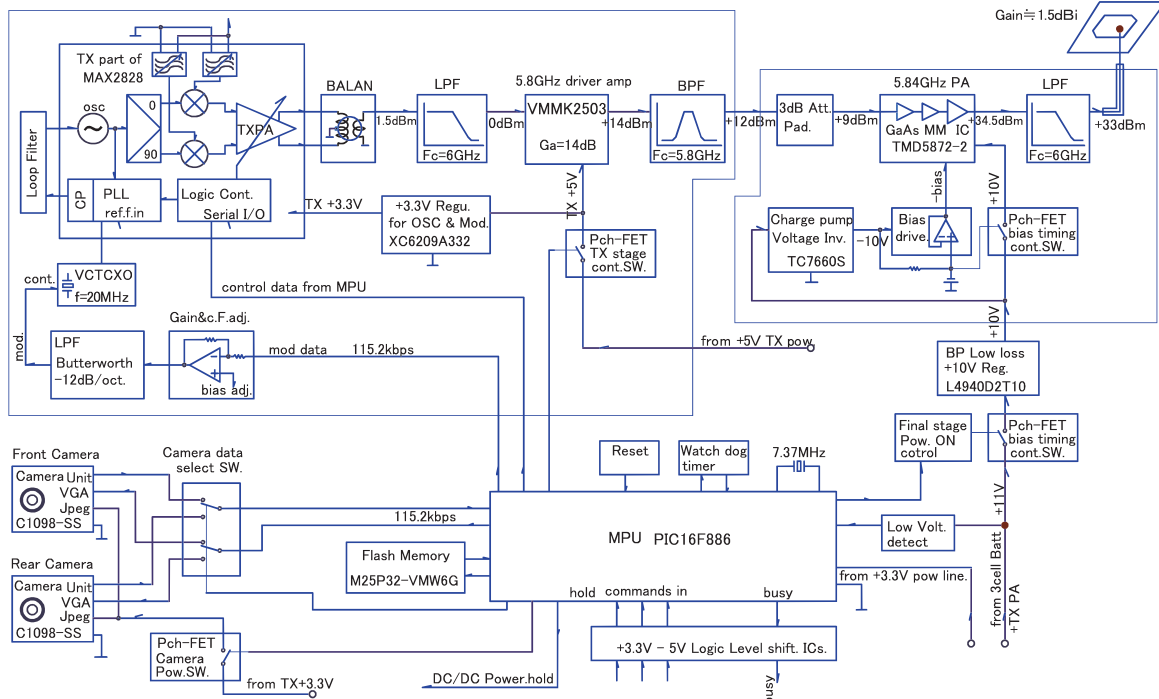 Gain≒1.5dBi
TX part of
MAX2828
osc
0
90
TXPA
Loop Filter
CP
PLL
ref.f.in
Logic Cont.
Serial I/O
BALAN
1.5dBm
LPF
Fc=6GHz
0dBm
5.8GHz driver amp
VMMK2503
Ga=14dB
+14dBm
BPF
Fc=5.8GHz
+12dBm
3dB Att.
Pad.
+9dBm
5.84GHz PA
GaAs MM IC
TMD5872-2
+34.5dBm
LPF
Fc=6GHz
+33dBm
TX +3.3V
+3.3V Regu.
for OSC & Mod.
XC6209A332
TX +5V
Pch-FET
TX stage
cont.SW.
-bias
+10V
Charge pump
Voltage Inv.
TC7660S
-10V
Bias
drive.
Pch-FET
bias timing
cont.SW.
cont.
VCTCXO
f=20MHz
control data from MPU
mod.
LPF
Butterworth
-12dB/oct.
Gain&c.F.adj.
bias adj.
mod data
115.2kbps
from +5V TX pow
+10V
BP Low loss
+10V Reg.
L4940D2T10
Final stage
Pow. ON
cotrol
Pch-FET
bias timing
cont.SW.
+11V
Front Camera
Camera Unit
VGA
Jpeg
C1098-SS
Camera data
select SW.
115.2kbps
Reset
Watch dog
timer
7.37MHz
MPU PIC16F886
Low Volt.
detect
Flash Memory
M25P32-VMW6G
Rear Camera
Camera Unit
VGA
Jpeg
C1098-SS
hold
commands in
busy
from +3.3V pow line.
from 3cell Batt
+TX PA
Pch-FET
Camera
Pow.SW.
from TX+3.3V
+3.3V - 5V Logic Level shift. ICs.
DC/DC Power.hold
busy